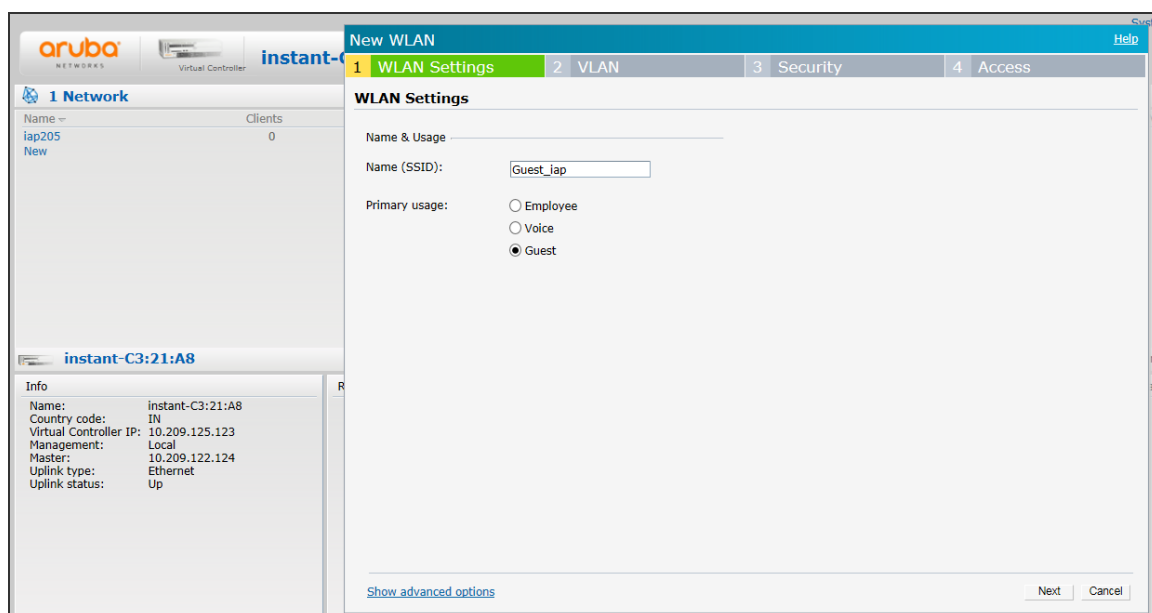 aruba
NETWORKS
Virtual Controller
instant-
New WLAN
Help
1 WLAN Settings
2 VLAN
3 Security
4 Access
1 Network
Name
Clients
iap205
0
New
WLAN Settings
Name & Usage
Name (SSID):
Guest_iap
Primary usage:
Employee
Voice
Guest
instant-C3:21:A8
Info
Name: instant-C3:21:A8
Country code: IN
Virtual Controller IP: 10.209.125.123
Management: Local
Master: 10.209.122.124
Uplink type: Ethernet
Uplink status: Up
Show advanced options
Next
Cancel